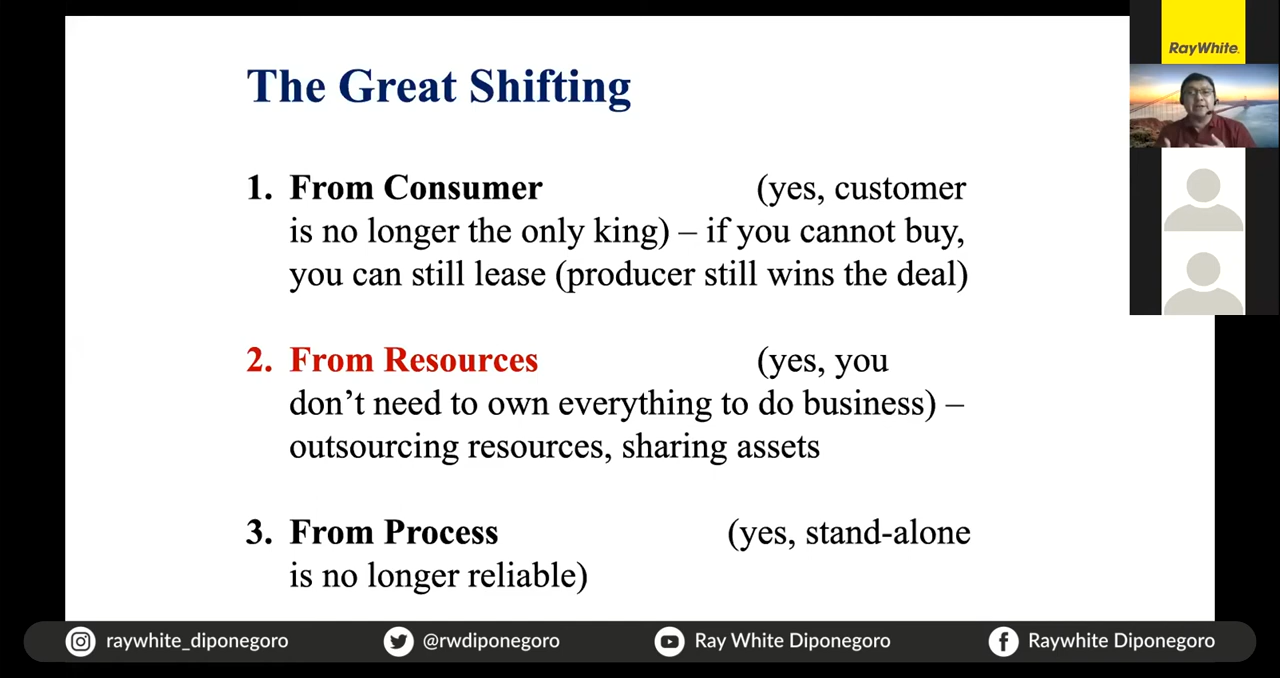 RayWhite.
The Great Shifting
1. From Consumer (yes, customer
is no longer the only king) – if you cannot buy,
you can still lease (producer still wins the deal)
2. From Resources (yes, you
don’t need to own everything to do business) –
outsourcing resources, sharing assets
3. From Process (yes, stand-alone
is no longer reliable)
raywhite_diponegoro
@rwdiponegoro
Ray White Diponegoro
Raywhite Diponegoro